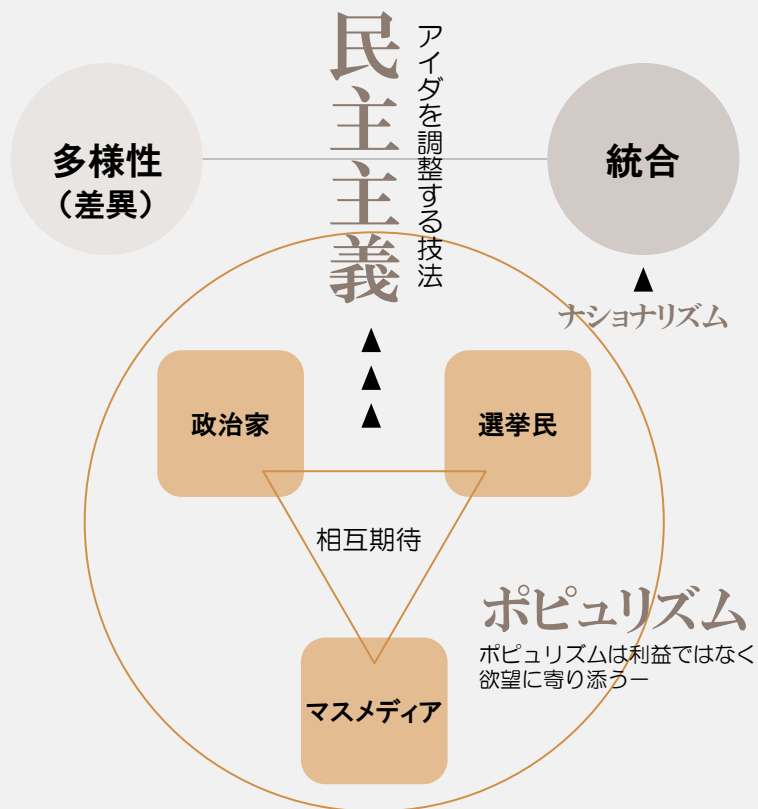 民主主義
アイダを調整する技法
多様性
（差異）
統合
ナショナリズム
政治家
選挙民
相互期待
マスメディア
ポピュリズム
ポピュリズムは利益ではなく
欲望に寄り添うー